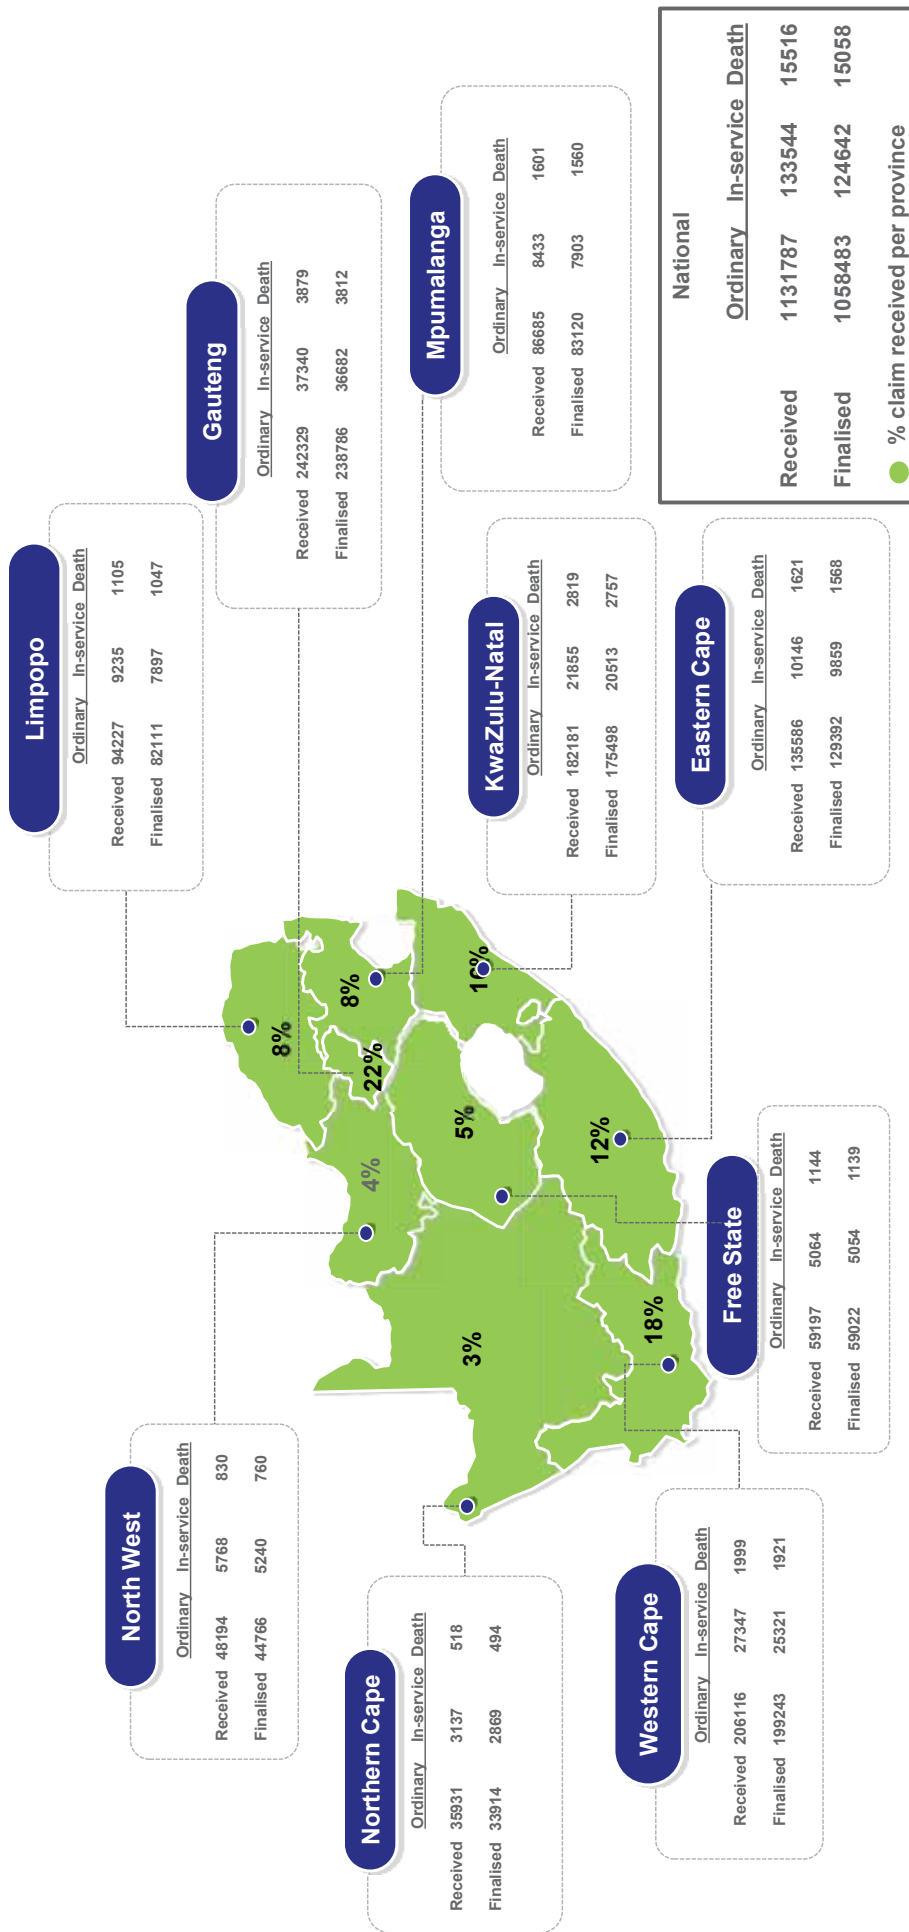 Limpopo
Ordinary In-service Death
Received 94227 9235 1105
Finalised 82111 7897 1047
Gauteng
Ordinary In-service Death
Received 242329 37340 3879
Finalised 238786 36682 3812
Mpumalanga
Ordinary In-service Death
Received 86685 8433 1601
Finalised 83120 7903 1560
North West
Ordinary In-service Death
Received 48194 5768 830
Finalised 44766 5240 760
Northern Cape
Ordinary In-service Death
Received 35931 3137 518
Finalised 33914 2869 494
KwaZulu-Natal
Ordinary In-service Death
Received 182181 21855 2819
Finalised 175498 20513 2757
Eastern Cape
Ordinary In-service Death
Received 135586 10146 1621
Finalised 129392 9859 1568
Western Cape
Ordinary In-service Death
Received 206116 27347 1999
Finalised 199243 25321 1921
Free State
Ordinary In-service Death
Received 59197 5064 1144
Finalised 59022 5054 1139
8%
8%
22%
4%
16%
5%
3%
12%
18%
National
Ordinary In-service Death
Received 1131787 133544 15516
Finalised 1058483 124642 15058
% claim received per province